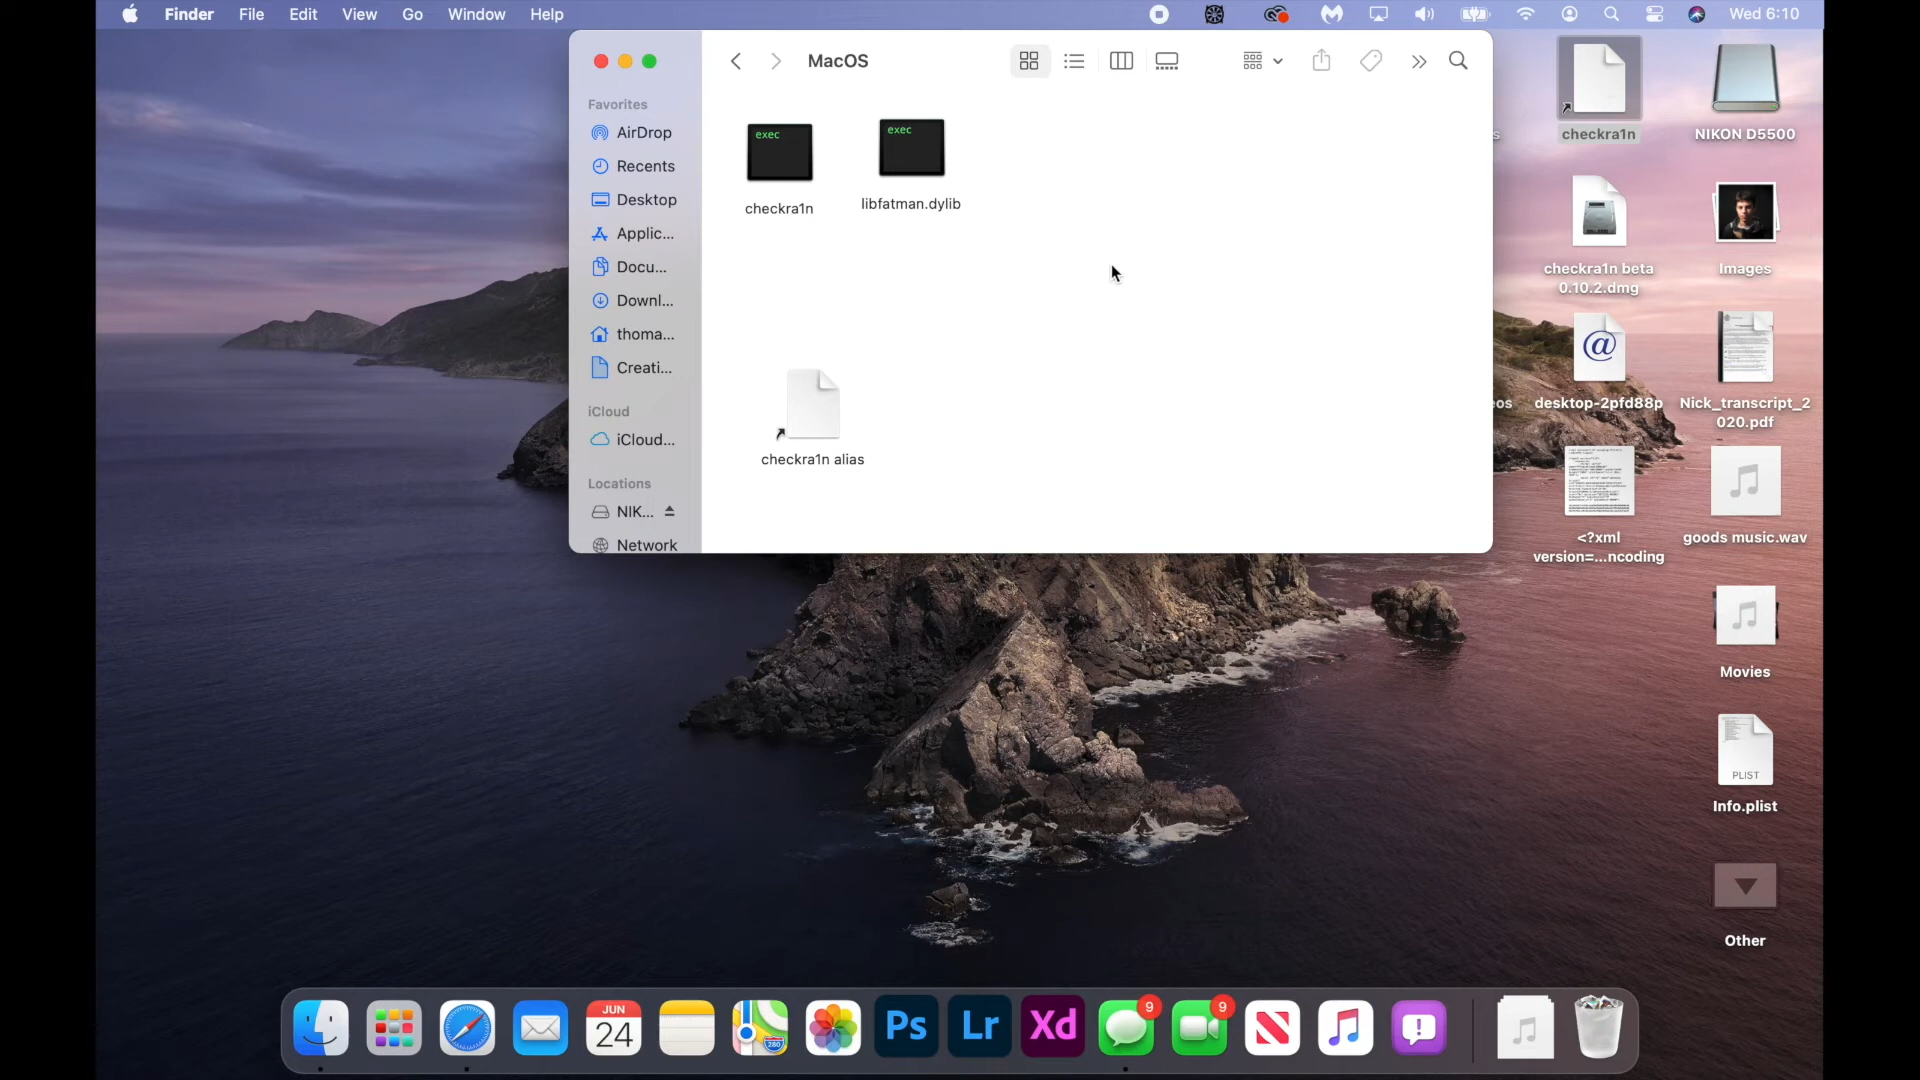 Finder File Edit View Go Window Help
Wed 6:10
MacOS
Favorites
AirDrop
Recents
Desktop
Applic...
Docu...
Downl...
thoma...
Creati...
iCloud
iCloud...
Locations
NIK...
Network
exec
checkra1n
exec
libfatman.dylib
checkra1n alias
checkra1n
NIKON D5500
checkra1n beta
0.10.2.dmg
Images
desktop-2pfd88p
Nick_transcript_2
020.pdf
<?xml
version=...ncoding
goods music.wav
Movies
PLIST
Info.plist
Other
s
eos
JUN
24
280
Ps
Lr
Xd
9
9